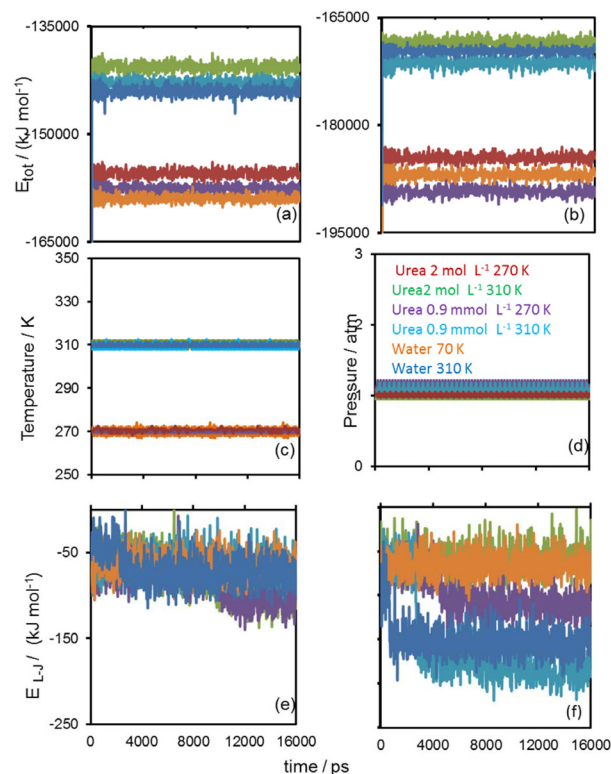 -135000
-150000
-165000
E tot / (kJ mol-1)
(a)
-165000
-180000
-195000
(b)
350
330
310
290
270
250
Temperature / K
(c)
3
2
1
0
Pressure / atm
Urea 2 mol L-1 270 K
Urea2 mol L-1 310 K
Urea 0.9 mmol L-1 270 K
Urea 0.9 mmol L-1 310 K
Water 70 K
Water 310 K
(d)
-50
-150
-250
E L-J / (kJ mol-1)
(e)
(f)
0 4000 8000 12000 16000
0 4000 8000 12000 16000
time / ps